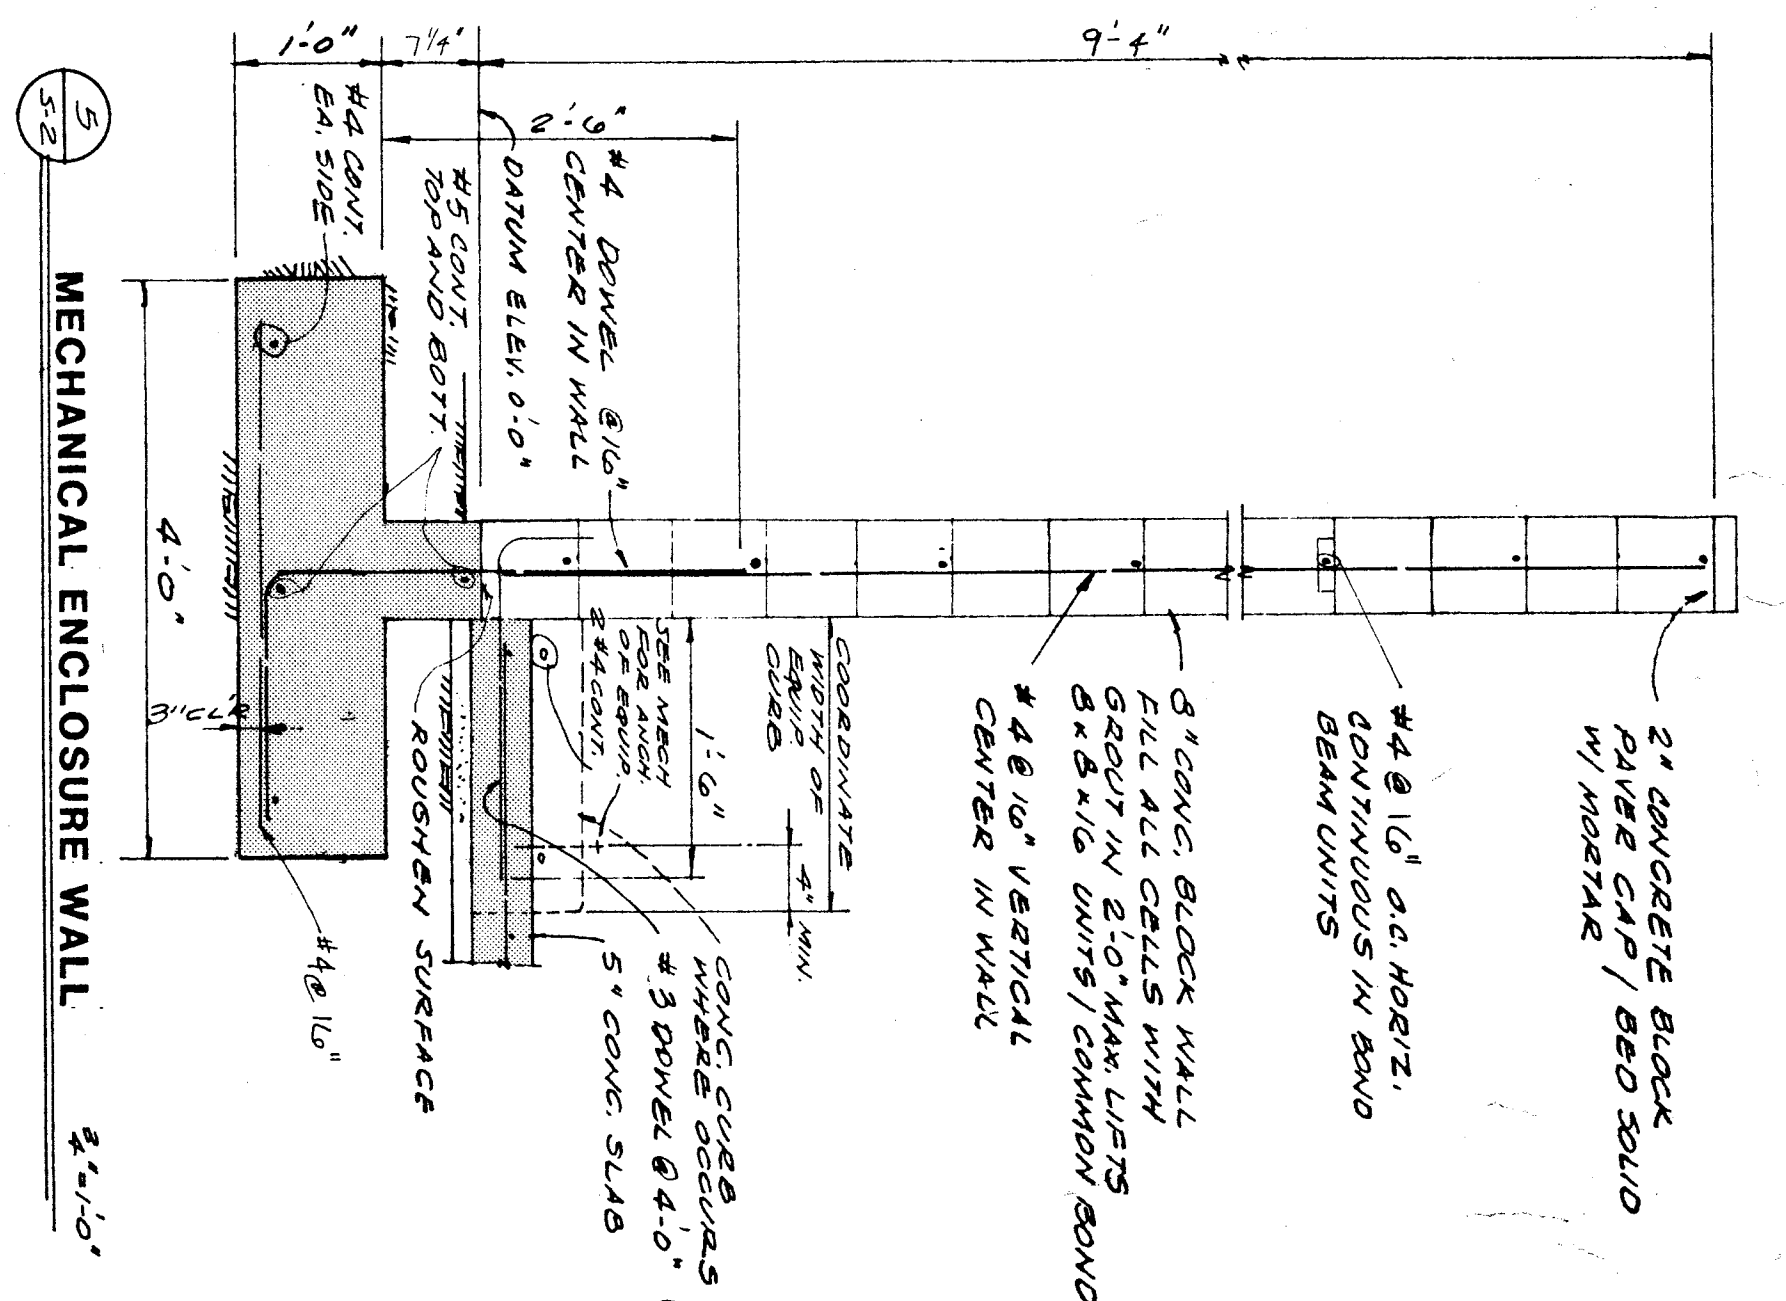 2" CONCRETE BLOCK
PAVER CAP / BED SOLID
W/ MORTAR
#4 @ 16" O.C. HORIZ.
CONTINUOUS IN BOND
BEAM UNITS
8" CONC. BLOCK WALL
FILL ALL CELLS WITH
GROUT IN 2'-0" MAX. LIFTS
8 x 8 x 16 UNITS / COMMON BOND
#4 @ 16" VERTICAL
CENTER IN WALL
9'-4"
COORDINATE
WIDTH OF
EQUIP.
CURB
4" MIN.
1'-6"
SEE MECH
FOR ANCH.
OF EQUIP.
2 #4 CONT.
CONC. CURB
WHERE OCCURS
#3 DOWEL @ 4'-0"
5" CONC. SLAB
#4 DOWEL @ 16"
CENTER IN WALL
2'-6"
DATUM ELEV. 0'-0"
#5 CONT.
TOP AND BOTT.
7 1/4"
ROUGHEN SURFACE
1'-0"
#4 CONT.
EA. SIDE
#4 @ 16"
3" CL'R
4'-0"
5
S-2
MECHANICAL ENCLOSURE WALL
3/4" = 1'-0"